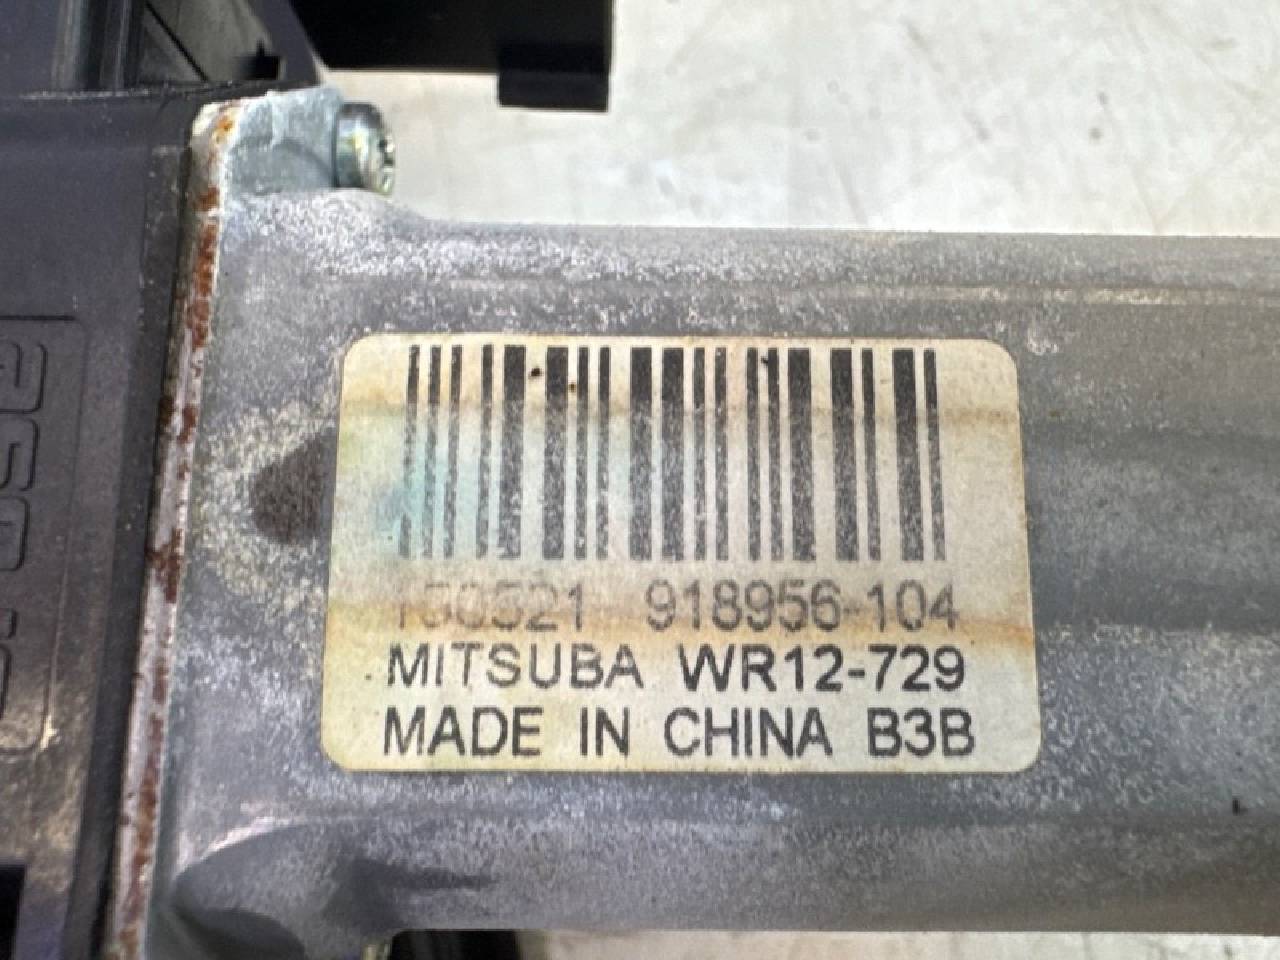 918956-104
MITSUBA WR12-729
MADE IN CHINA B3B